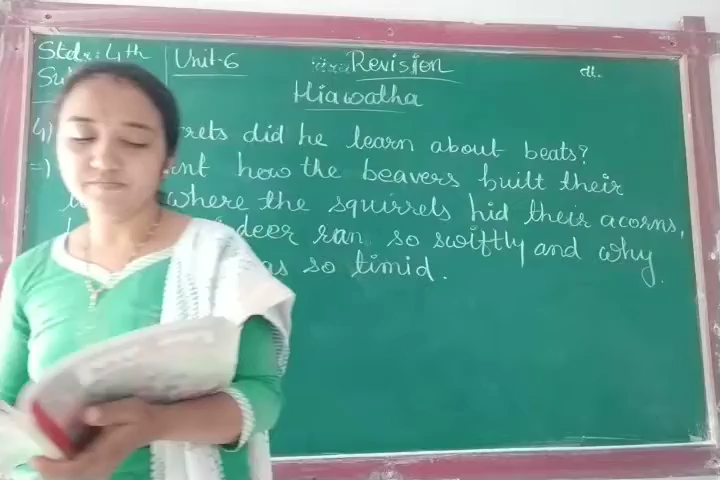 Std.: 4th Unit-6 Revision dt.
Su
Hiawatha
4) rets did he learn about beats?
=) nt how the beavers built their
where the squirrels hid their acorns,
deer ran so swiftly and why
as so timid.